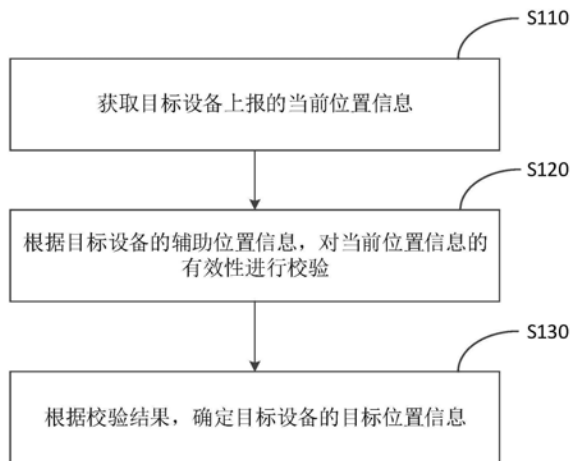 S110
获取目标设备上报的当前位置信息
S120
根据目标设备的辅助位置信息，对当前位置信息的
有效性进行校验
S130
根据校验结果，确定目标设备的目标位置信息